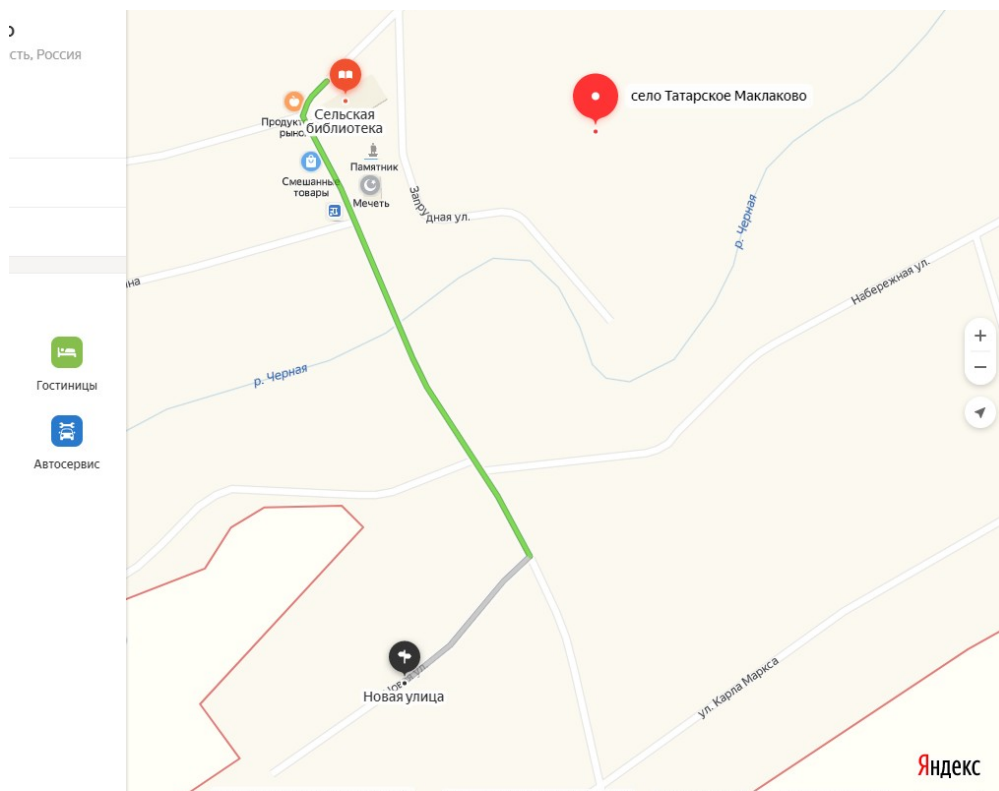 сть, Россия
село Татарское Маклаково
Сельская
библиотека
Памятник
Смешанные
товары
Мечеть
Запрудная ул.
р. Черная
Набережная ул.
р. Черная
Гостиницы
Автосервис
ул. Карла Маркса
Новая улица
Яндекс